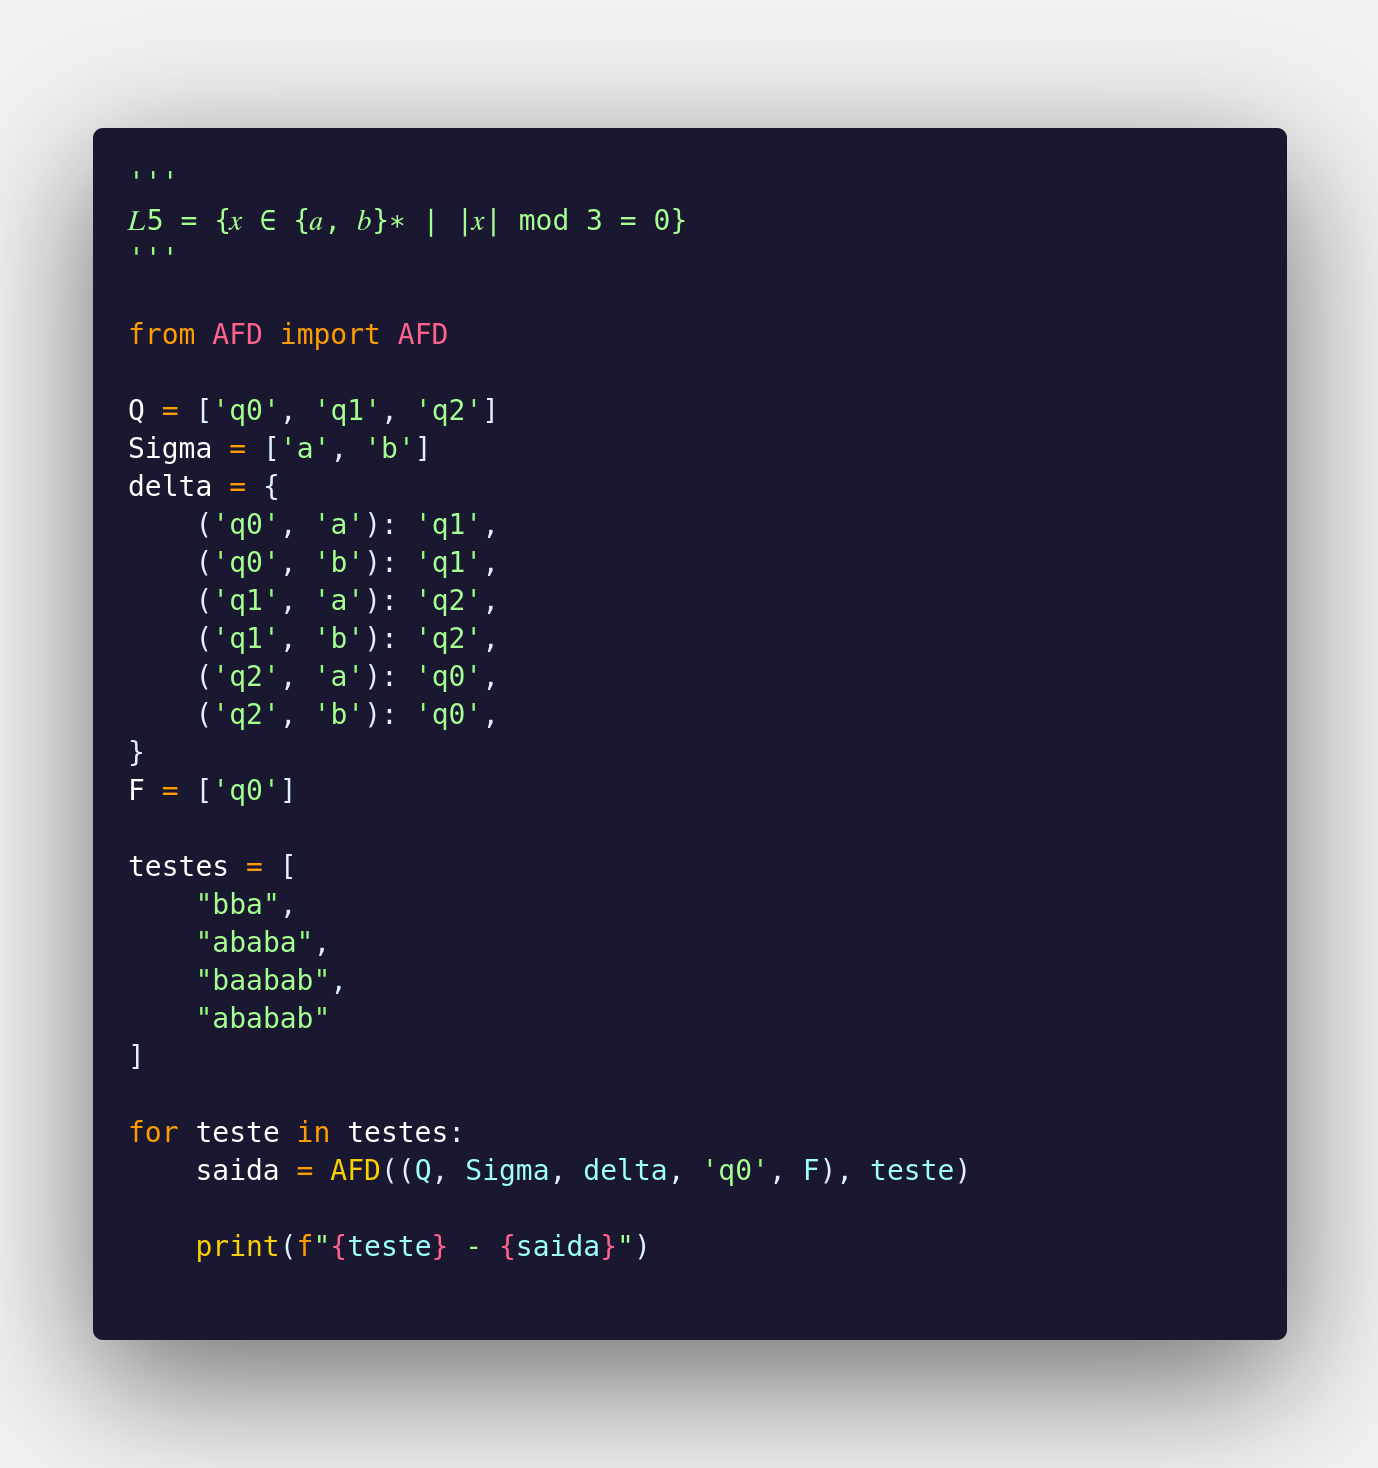 '''
𝐿5 = {𝑥 ∈ {𝑎, 𝑏}∗ | |𝑥| mod 3 = 0}
'''

from AFD import AFD

Q = ['q0', 'q1', 'q2']
Sigma = ['a', 'b']
delta = {
    ('q0', 'a'): 'q1',
    ('q0', 'b'): 'q1',
    ('q1', 'a'): 'q2',
    ('q1', 'b'): 'q2',
    ('q2', 'a'): 'q0',
    ('q2', 'b'): 'q0',
}
F = ['q0']

testes = [
    "bba",
    "ababa",
    "baabab",
    "ababab"
]

for teste in testes:
    saida = AFD((Q, Sigma, delta, 'q0', F), teste)

    print(f"{teste} - {saida}")